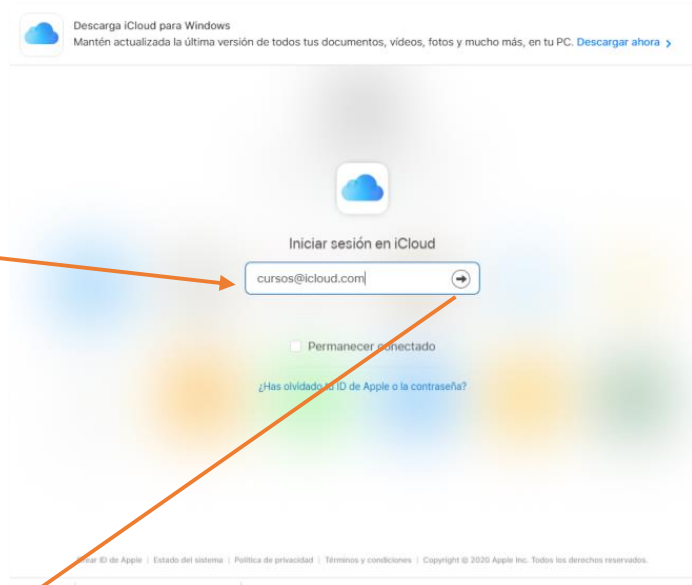 Descarga iCloud para Windows
Mantén actualizada la última versión de todos tus documentos, vídeos, fotos y mucho más, en tu PC. Descargar ahora >
Iniciar sesión en iCloud
cursos@icloud.com
Permanecer conectado
¿Has olvidado tu ID de Apple o la contraseña?
Crear ID de Apple | Estado del sistema | Política de privacidad | Términos y condiciones | Copyright © 2020 Apple Inc. Todos los derechos reservados.